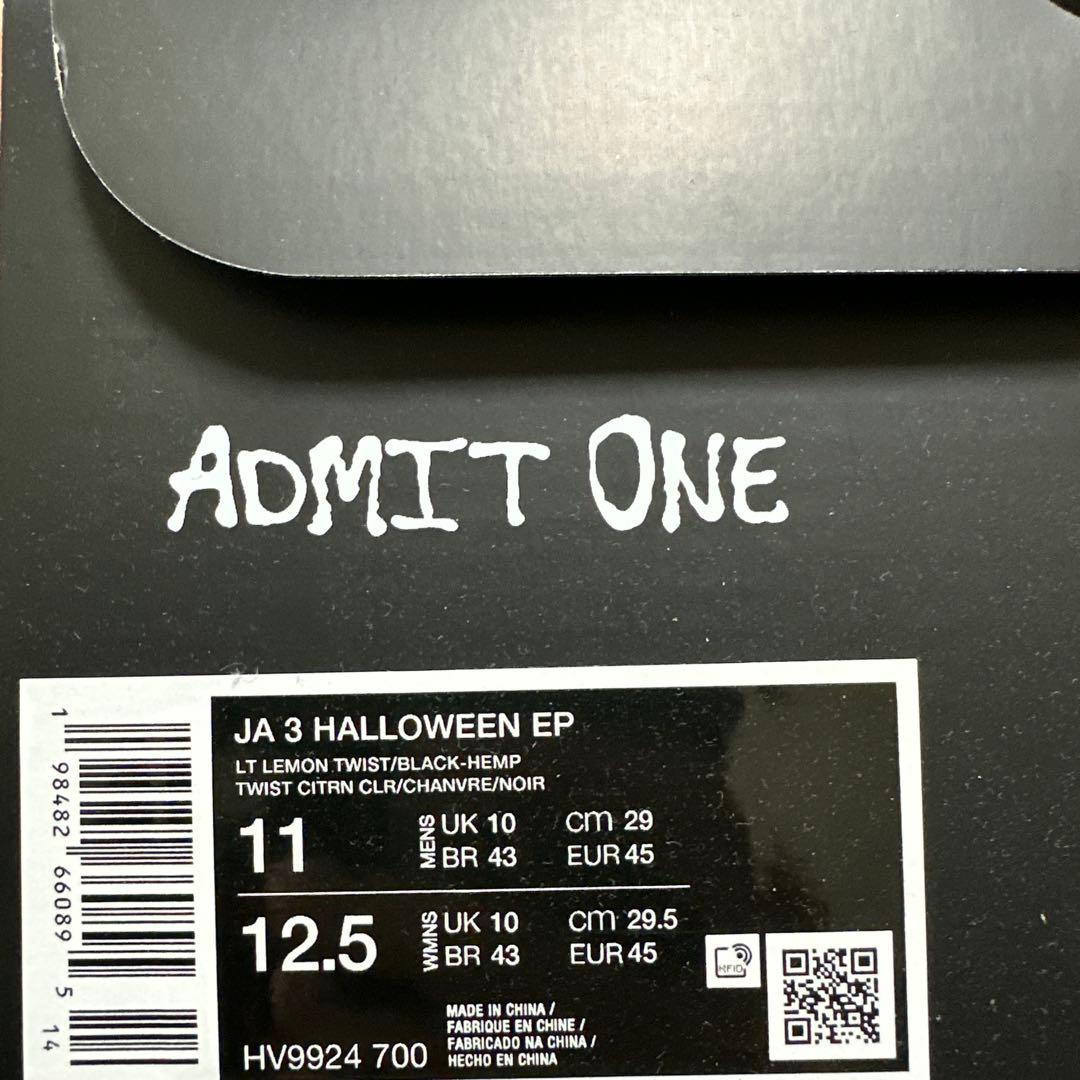 ADMIT ONE
JA 3 HALLOWEEN EP
LT LEMON TWIST/BLACK-HEMP
TWIST CITRN CLR/CHANVRE/NOIR
11 MENS UK 10 cm 29
BR 43 EUR 45
12.5 WMNS UK 10 cm 29.5
BR 43 EUR 45
RFID
MADE IN CHINA /
FABRIQUE EN CHINE /
FABRICADO NA CHINA /
HECHO EN CHINA
HV9924 700
1 98482 66089 5 14